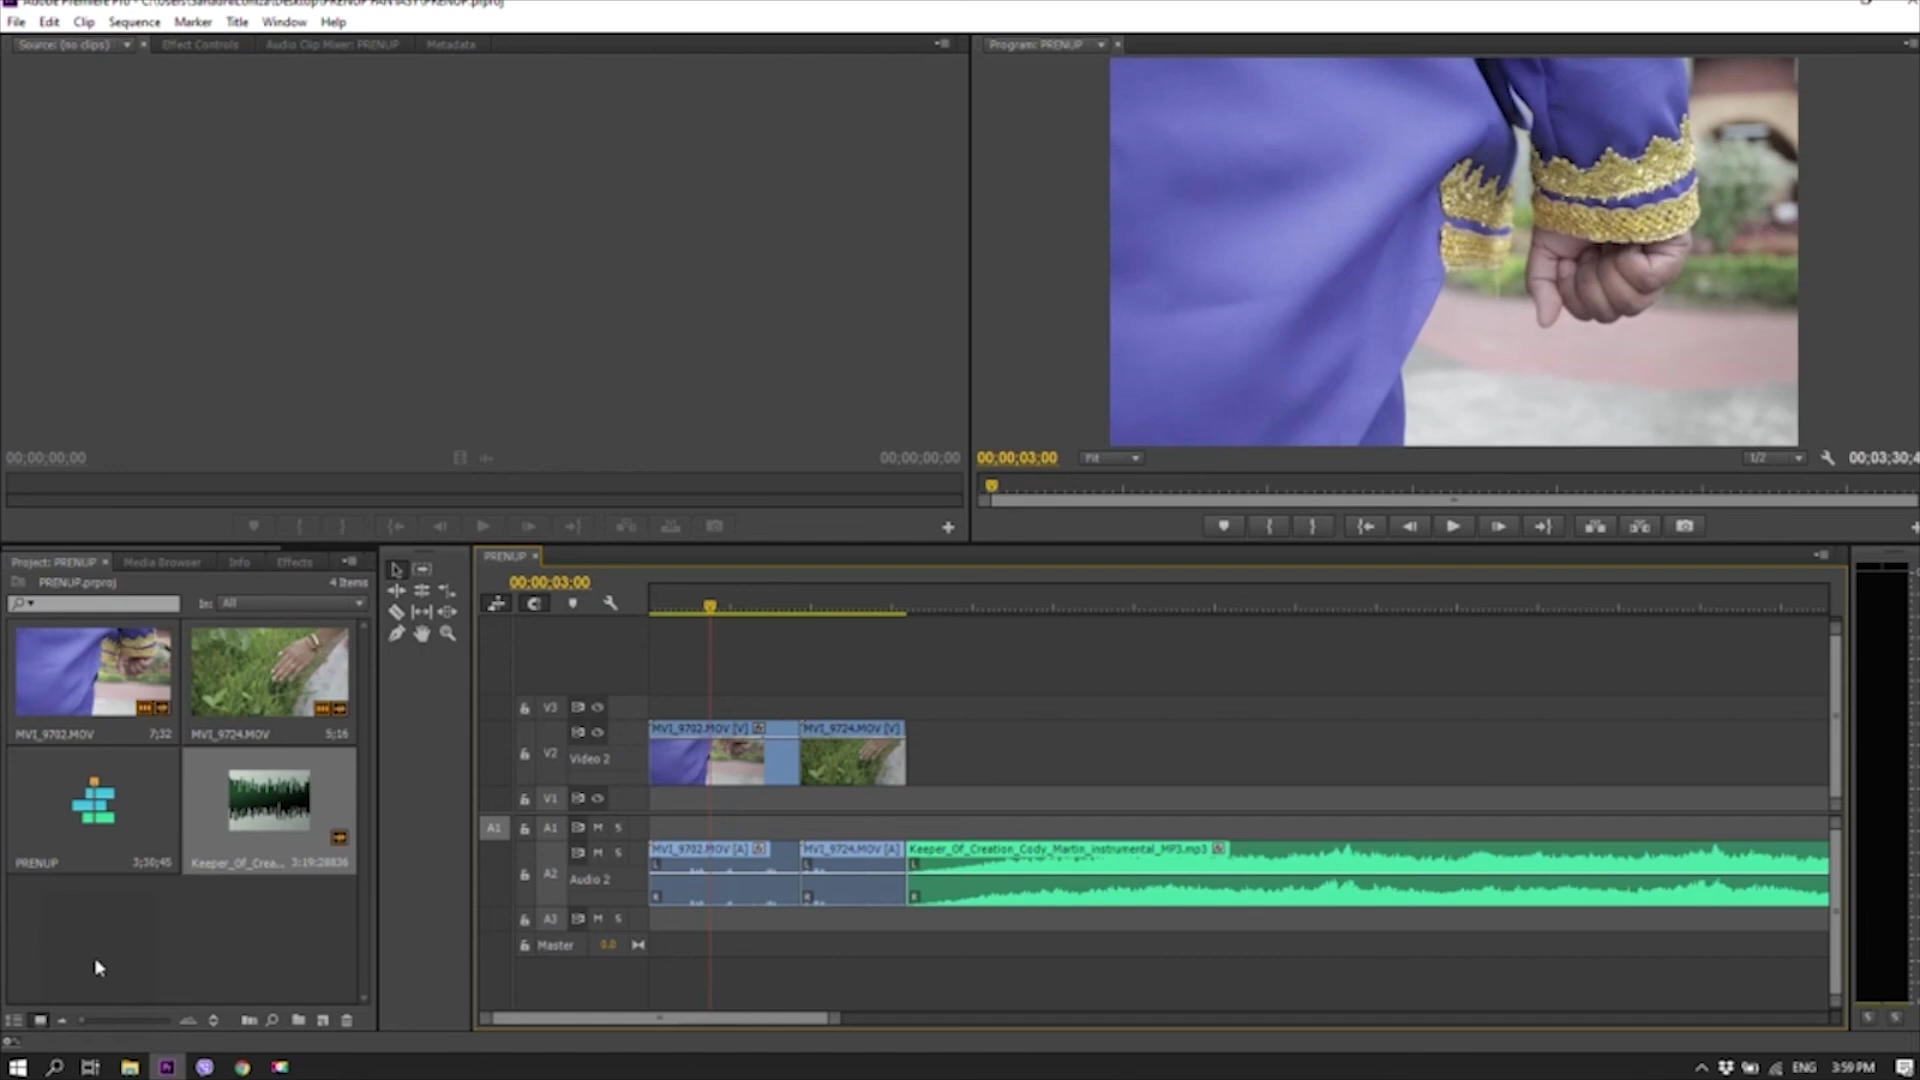 Adobe Premiere Pro - C:\Users\SanduniLomiza\Desktop\PRENUP FANTASY\PRENUP.prproj
File Edit Clip Sequence Marker Title Window Help
Source: (no clips) Effect Controls Audio Clip Mixer: PRENUP Metadata
Program: PRENUP
00;00;00;00
00;00;00;00
00;00;03;00
Fit
1/2
00;03;30;4
Project: PRENUP Media Browser Info Effects
PRENUP.prproj
4 Items
In: All
MVI_9702.MOV 7;32
MVI_9724.MOV 5;16
PRENUP 3;30;45
Keeper_Of_Crea... 3:19:28836
PRENUP
00;00;03;00
V3
MVI_9702.MOV [V]
MVI_9724.MOV [V]
V2 Video 2
V1
A1 A1 M S
MVI_9702.MOV [A]
MVI_9724.MOV [A]
Keeper_Of_Creation_Cody_Martin_instrumental_MP3.mp3
M S
L
L
L
A2 Audio 2
R
R
R
A3 M S
Master 0.0
S S
Pr
ENG 3:59 PM